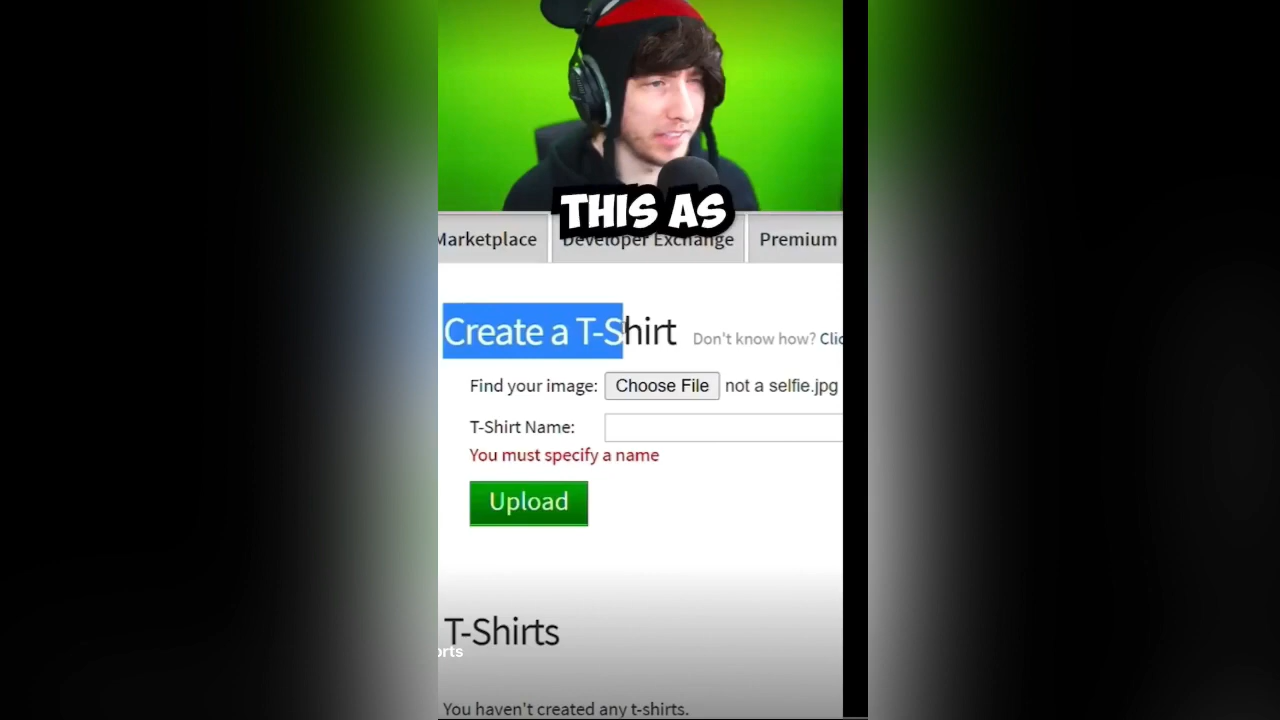 THIS AS
Marketplace
Developer Exchange
Premium
Create a T-Shirt
Don't know how?
Find your image:
Choose File
not a selfie.jpg
T-Shirt Name:
You must specify a name
Upload
T-Shirts
You haven't created any t-shirts.